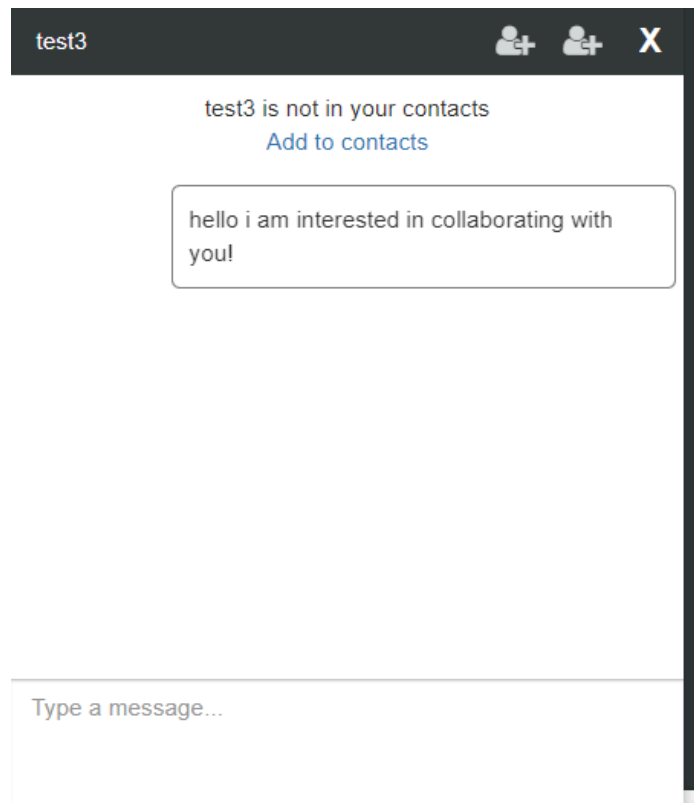 test3
X
test3 is not in your contacts
Add to contacts
hello i am interested in collaborating with
you!
Type a message...